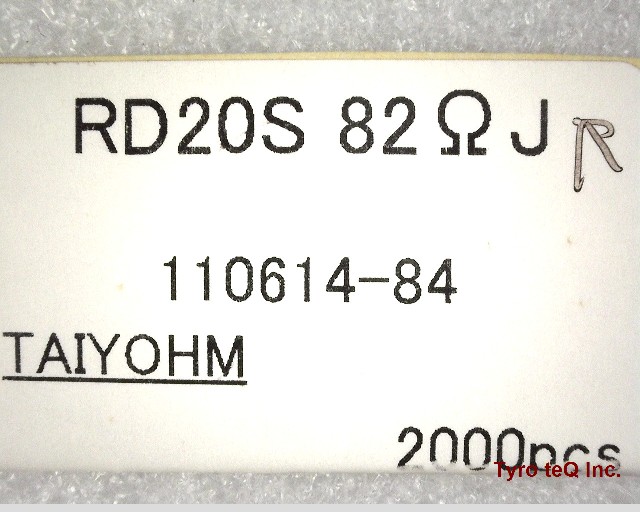 RD20S 82ΩJ R
110614-84
TAIYOHM
2000pcs
Tyro teQ Inc.